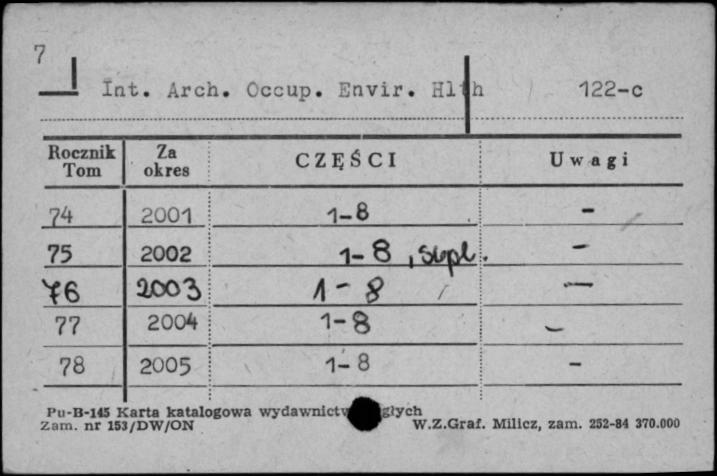 7
Int. Arch. Occup. Envir. Hlth 122-c
Rocznik Tom Za okres CZĘŚCI Uwagi
74 2001 1-8 -
75 2002 1-8, supl. -
76 2003 1-8 -
77 2004 1-8 -
78 2005 1-8 -
Pu-B-145 Karta katalogowa wydawnictw
Zam. nr 153/DW/ON W.Z.Graf. Milicz, zam. 252-84 370.000